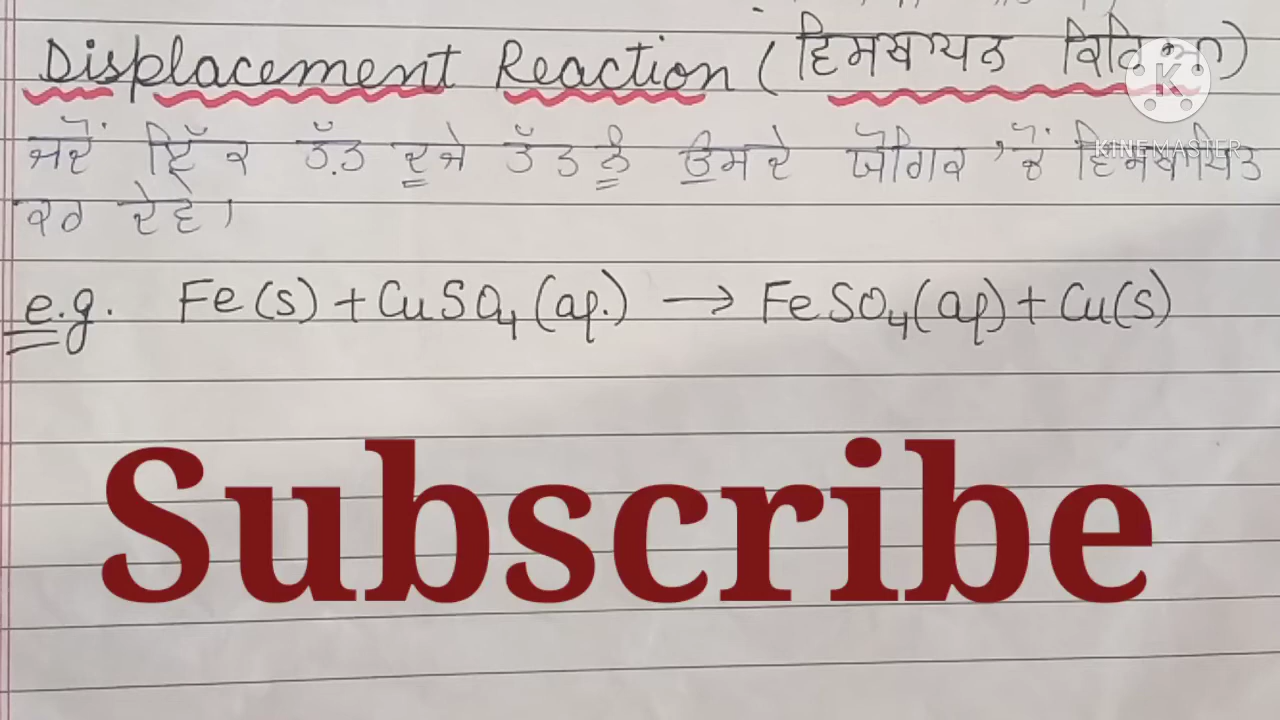 Displacement Reaction (ਵਿਸਥਾਪਨ ਕਿਰਿਆ)
ਜਦੋਂ ਇੱਕ ਤੱਤ ਦੂਜੇ ਤੱਤ ਨੂੰ ਉਸਦੇ ਯੋਗਿਕ 'ਚੋਂ ਵਿਸਥਾਪਿਤ
ਕਰ ਦੇਵੇ।
e.g. Fe(s) + CuSO₄(aq.) → FeSO₄(aq) + Cu(s)
Subscribe
K
KINEMASTER